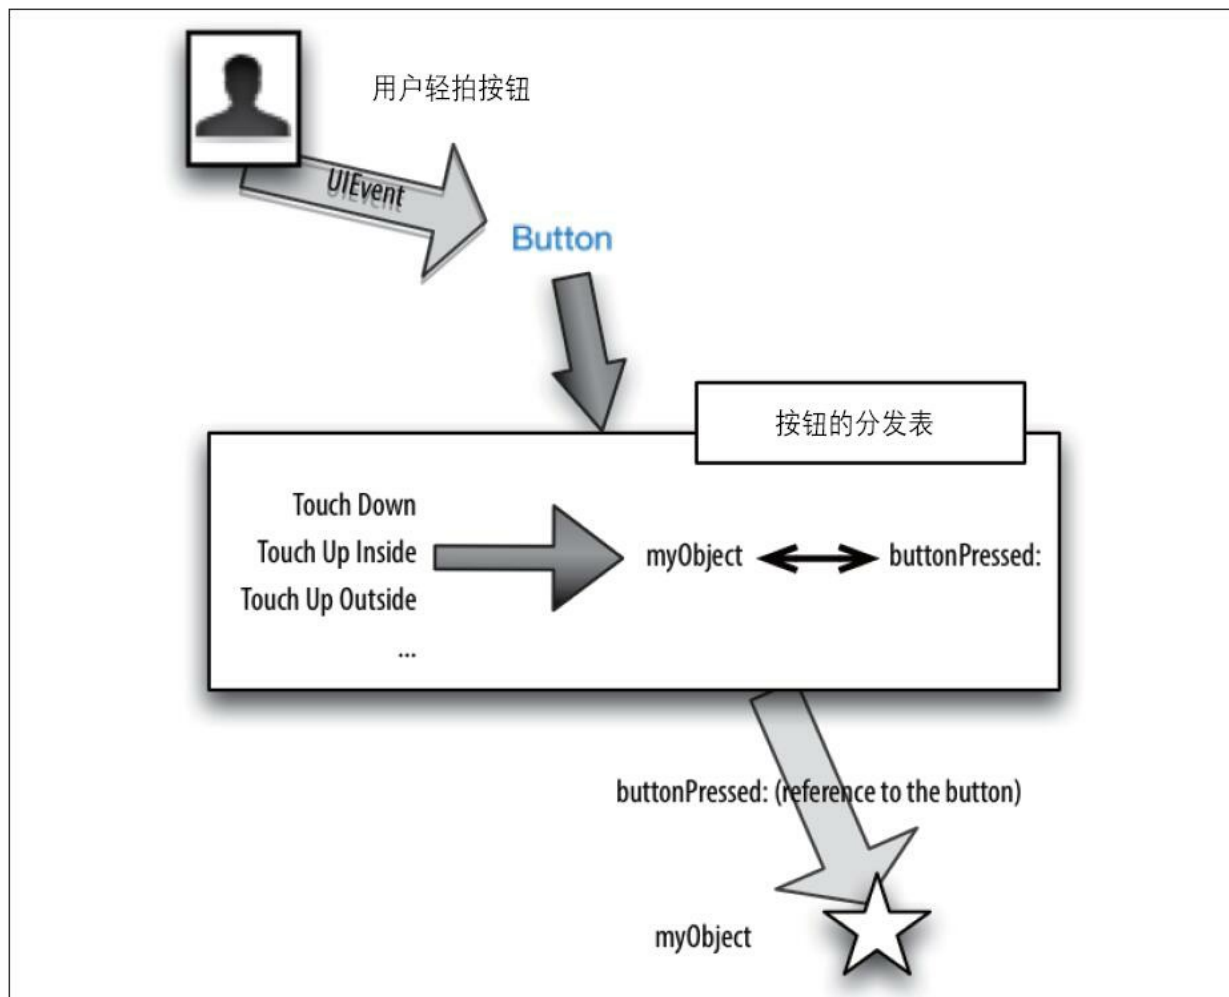 用户轻拍按钮
UIEvent
Button
按钮的分发表
Touch Down
Touch Up Inside
Touch Up Outside
...
myObject
buttonPressed:
buttonPressed: (reference to the button)
myObject